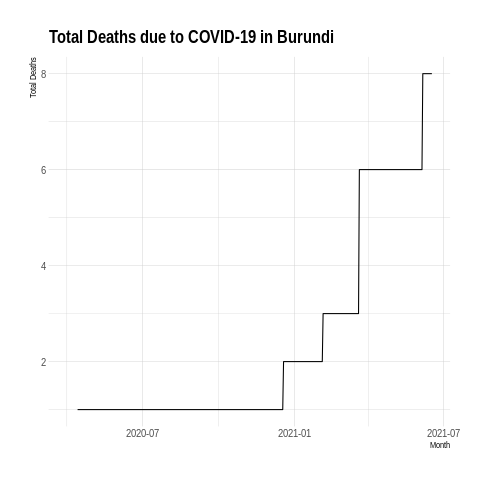 Total Deaths due to COVID-19 in Burundi
Total Deaths
8
6
4
2
2020-07
2021-01
2021-07
Month